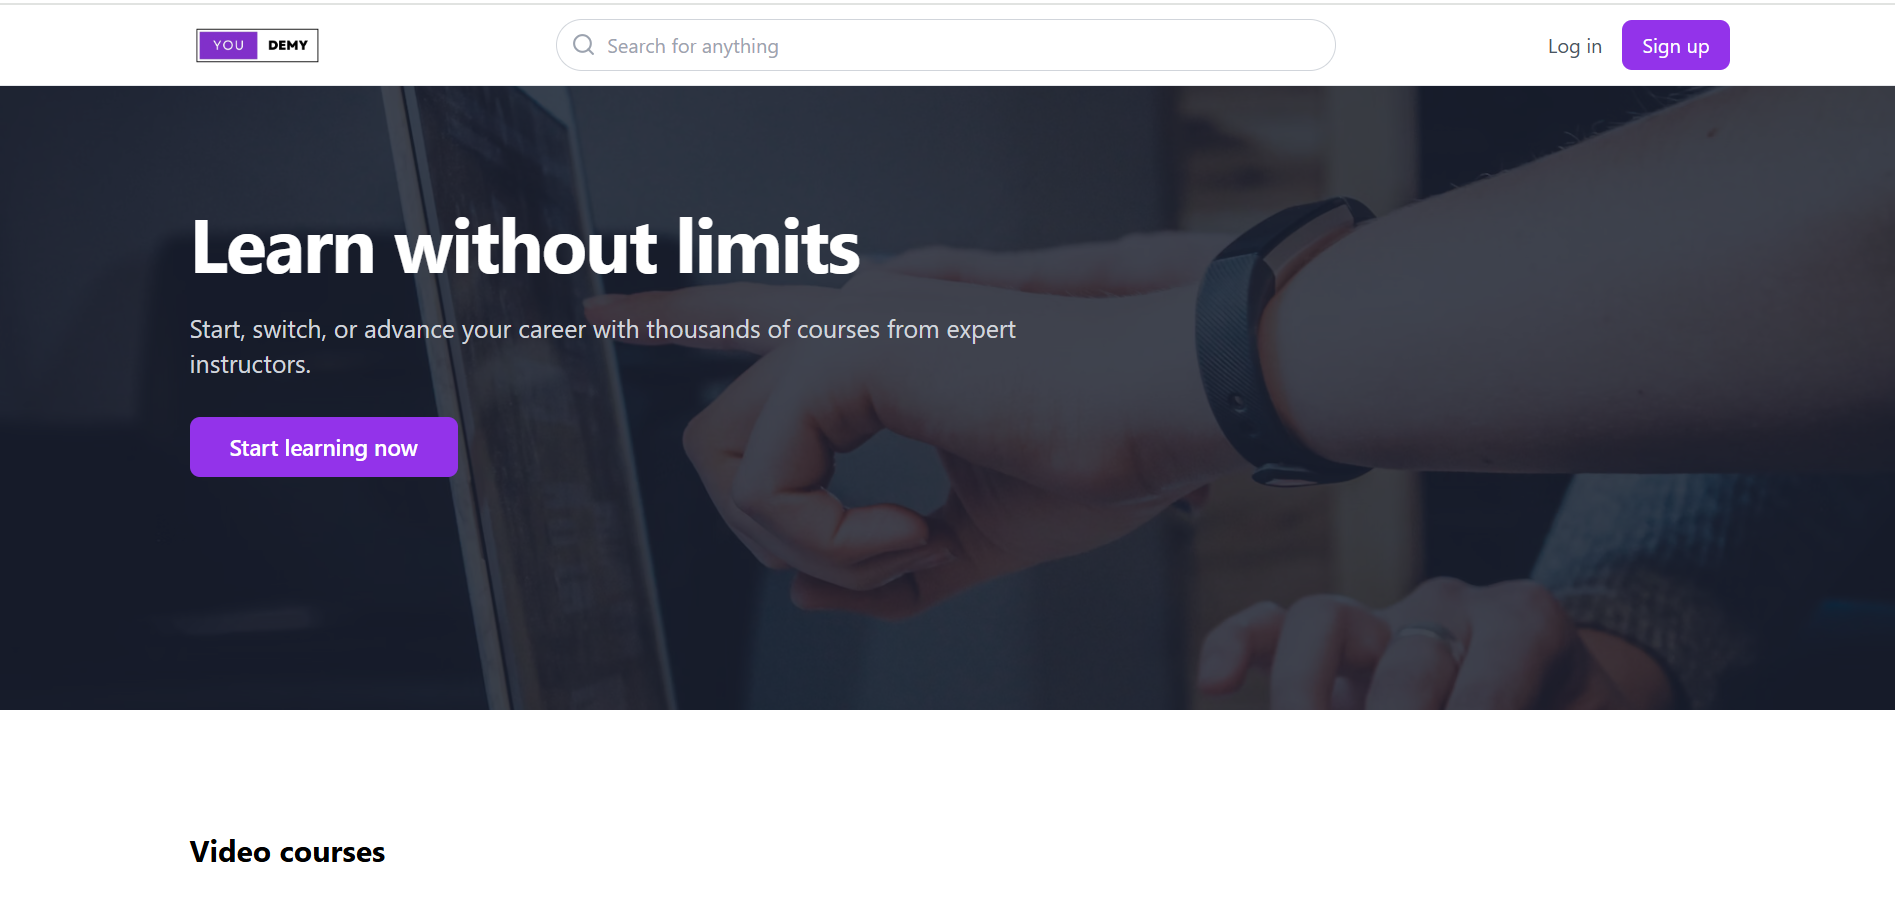 YOU DEMY
Search for anything
Log in
Sign up
Learn without limits
Start, switch, or advance your career with thousands of courses from expert
instructors.
Start learning now
Video courses